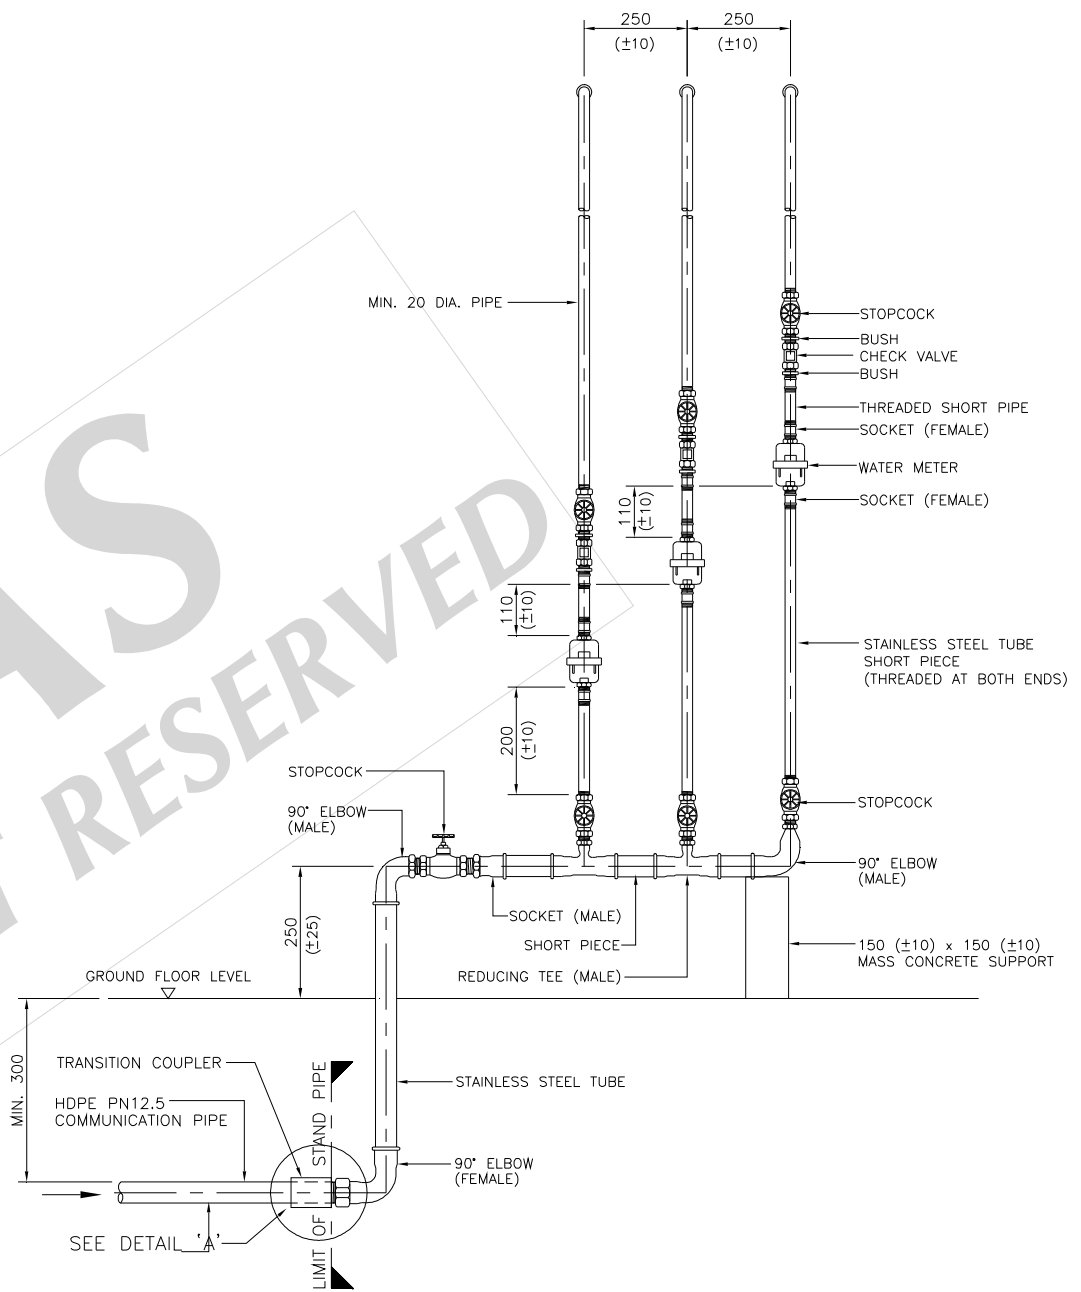 250
(±10)
250
(±10)
MIN. 20 DIA. PIPE
STOPCOCK
BUSH
CHECK VALVE
BUSH
THREADED SHORT PIPE
SOCKET (FEMALE)
WATER METER
SOCKET (FEMALE)
110
(±10)
110
(±10)
STAINLESS STEEL TUBE
SHORT PIECE
(THREADED AT BOTH ENDS)
200
(±10)
STOPCOCK
90° ELBOW
(MALE)
STOPCOCK
90° ELBOW
(MALE)
250
(±25)
SOCKET (MALE)
SHORT PIECE
REDUCING TEE (MALE)
150 (±10) x 150 (±10)
MASS CONCRETE SUPPORT
GROUND FLOOR LEVEL
MIN. 300
TRANSITION COUPLER
HDPE PN12.5
COMMUNICATION PIPE
STAINLESS STEEL TUBE
90° ELBOW
(FEMALE)
SEE DETAIL 'A'
LIMIT OF STAND PIPE
AS
RESERVED